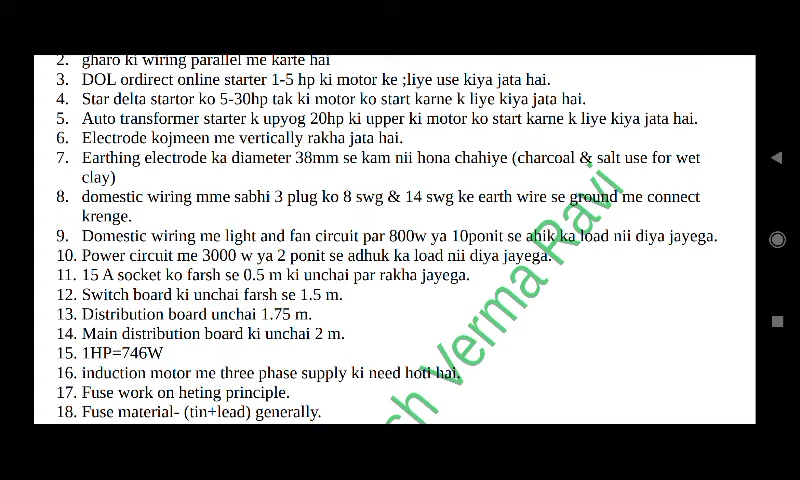 2. gharo ki wiring parallel me karte hai
3. DOL ordirect online starter 1-5 hp ki motor ke ;liye use kiya jata hai.
4. Star delta startor ko 5-30hp tak ki motor ko start karne k liye kiya jata hai.
5. Auto transformer starter k upyog 20hp ki upper ki motor ko start karne k liye kiya jata hai.
6. Electrode kojmeen me vertically rakha jata hai.
7. Earthing electrode ka diameter 38mm se kam nii hona chahiye (charcoal & salt use for wet
clay)
8. domestic wiring mme sabhi 3 plug ko 8 swg & 14 swg ke earth wire se ground me connect
krenge.
9. Domestic wiring me light and fan circuit par 800w ya 10ponit se ahik ka load nii diya jayega.
10. Power circuit me 3000 w ya 2 ponit se adhuk ka load nii diya jayega.
11. 15 A socket ko farsh se 0.5 m ki unchai par rakha jayega.
12. Switch board ki unchai farsh se 1.5 m.
13. Distribution board unchai 1.75 m.
14. Main distribution board ki unchai 2 m.
15. 1HP=746W
16. induction motor me three phase supply ki need hoti hai.
17. Fuse work on heting principle.
18. Fuse material- (tin+lead) generally.
ch Verma Ravi